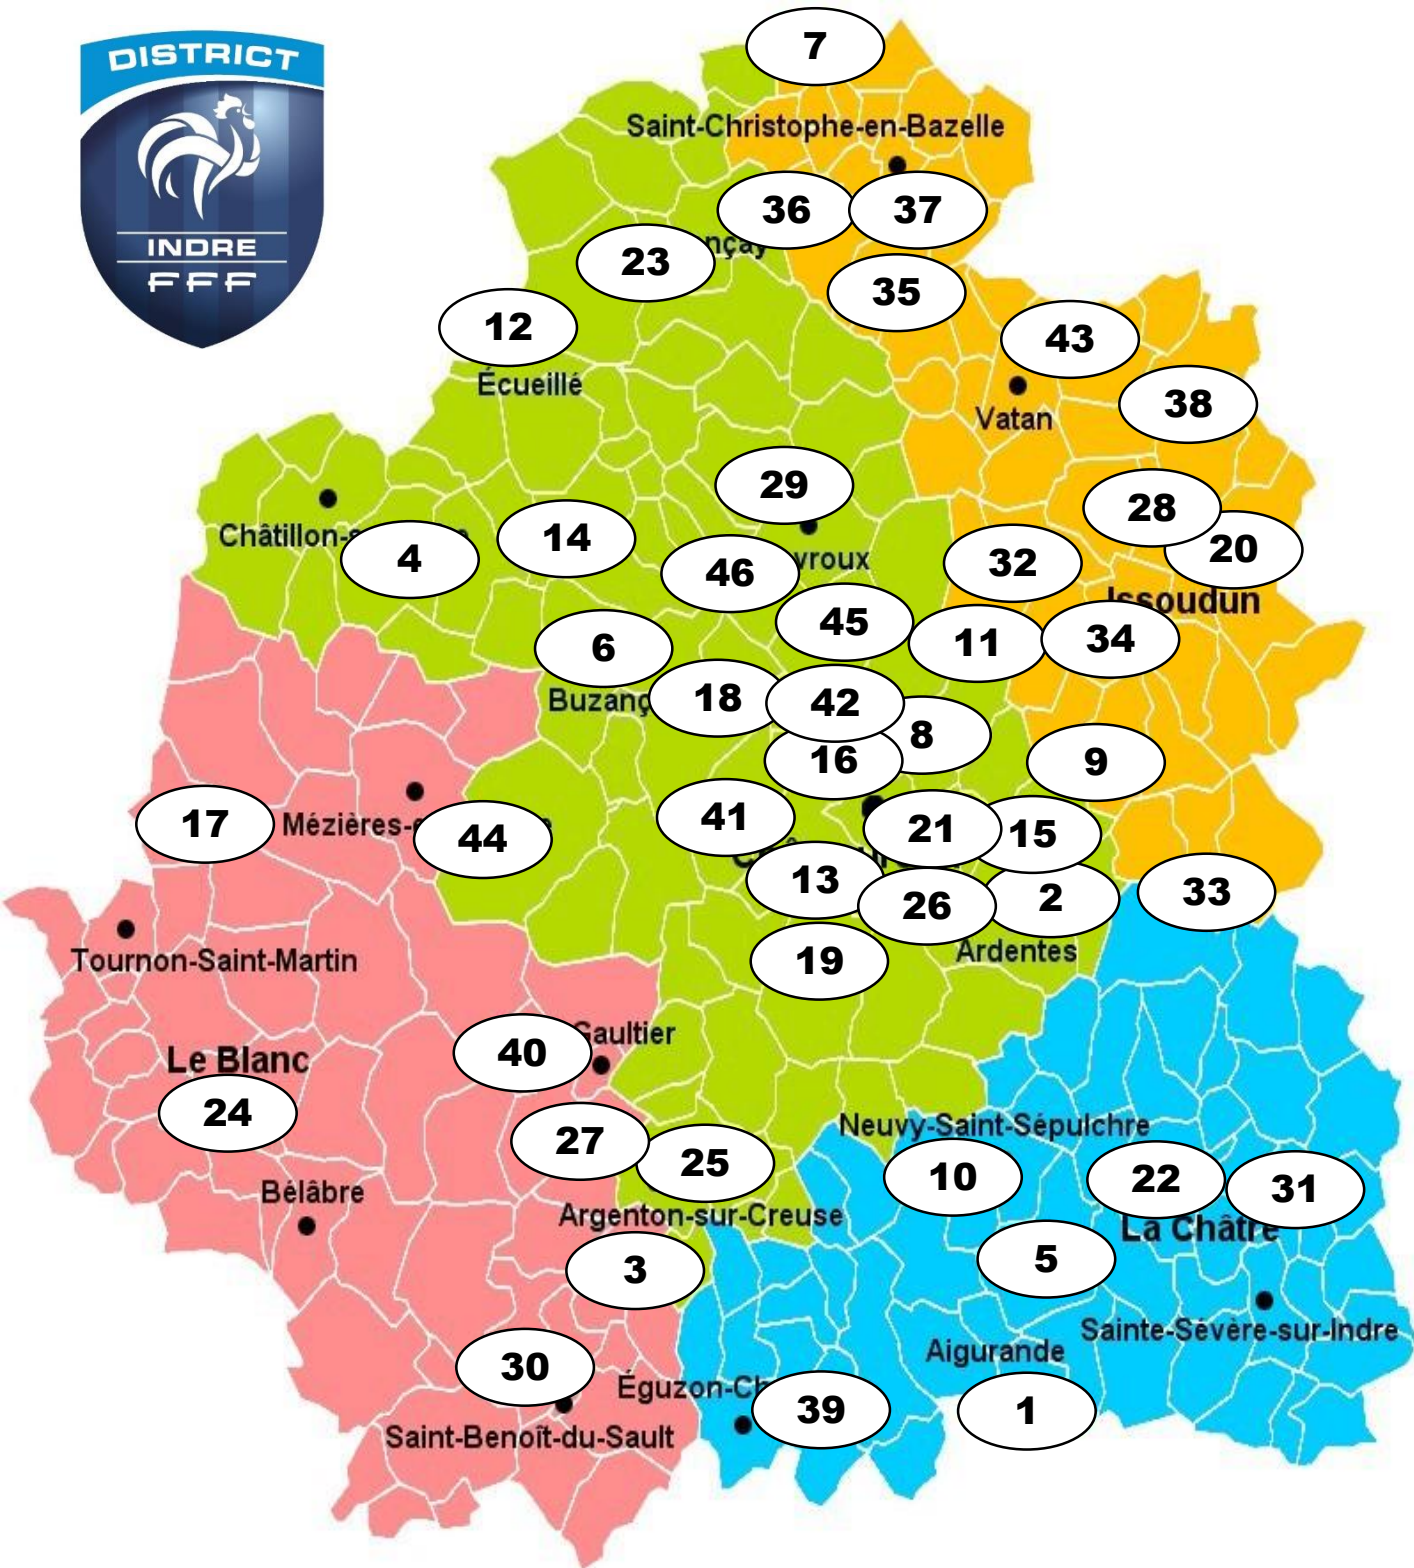 DISTRICT
INDRE
FFF
7
Saint-Christophe-en-Bazelle
36
37
nçay
23
35
12
43
Écueillé
38
Vatan
29
28
Châtillon-s
14
20
4
vroux
32
46
Issoudun
45
11
34
6
Buzanç
18
42
8
16
9
17
Mézières-e
44
e
41
21
15
13
26
2
33
Tournon-Saint-Martin
19
Ardentes
Gaultier
40
Le Blanc
24
27
Neuvy-Saint-Sépulchre
25
10
22
31
Bélâbre
Argenton-sur-Creuse
La Châtre
3
5
Sainte-Sévère-sur-Indre
Aigurande
30
Éguzon-Ch
39
1
Saint-Benoît-du-Sault